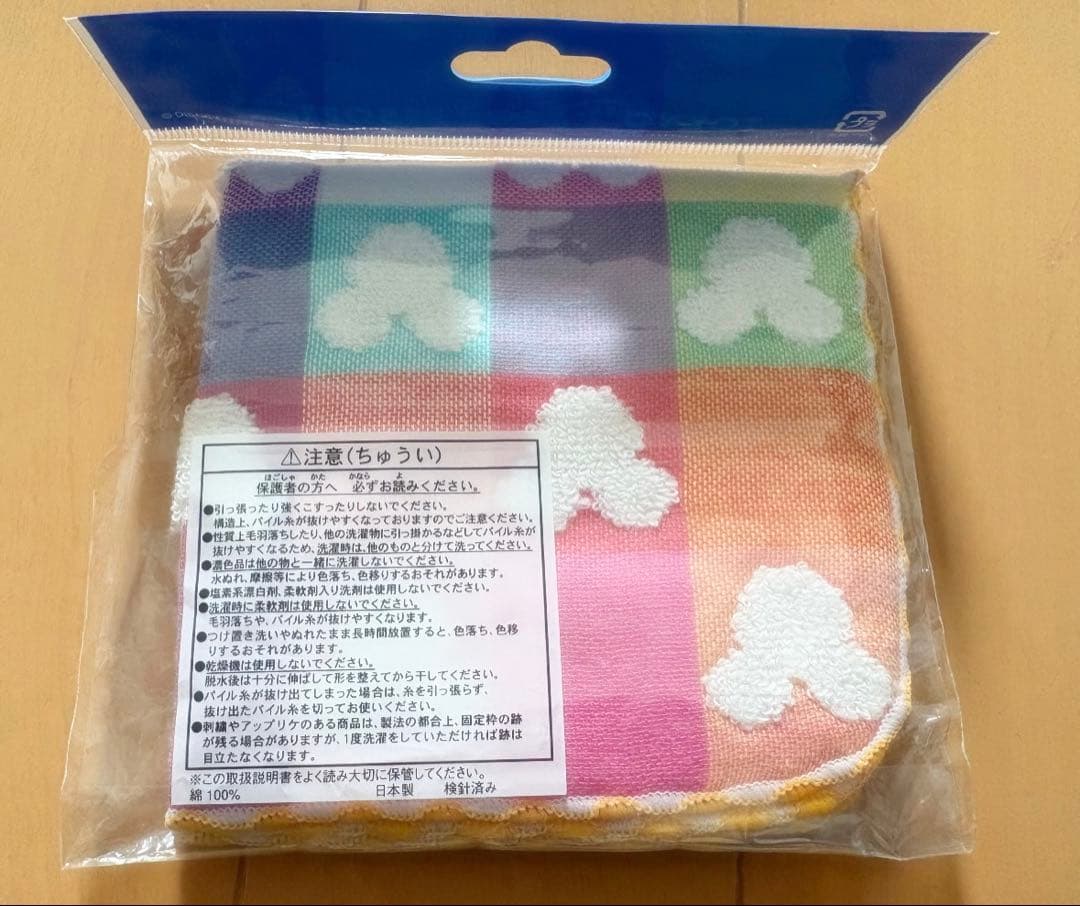 プラ
⚠注意(ちゅうい)
保護者の方へ 必ずお読みください。
●引っ張ったり強くこすったりしないでください。
構造上、パイル糸が抜けやすくなっておりますのでご注意ください。
●性質上毛羽落ちしたり、他の洗濯物に引っ掛かるなどしてパイル糸が
抜けやすくなるため、洗濯時は、他のものと分けて洗ってください。
●濃色品は他の物と一緒に洗濯しないでください。
水ぬれ、摩擦等により色落ち、色移りするおそれがあります。
●塩素系漂白剤、柔軟剤入り洗剤は使用しないでください。
●洗濯時に柔軟剤は使用しないでください。
毛羽落ちや、パイル糸が抜けやすくなります。
●つけ置き洗いやぬれたまま長時間放置すると、色落ち、色移
りするおそれがあります。
●乾燥機は使用しないでください。
脱水後は十分に伸ばして形を整えてから干してください。
●パイル糸が抜け出てしまった場合は、糸を引っ張らず、
抜け出たパイル糸を切ってお使いください。
●刺繍やアップリケのある商品は、製法の都合上、固定枠の跡
が残る場合がありますが、1度洗濯をしていただければ跡は
目立たなくなります。
※この取扱説明書をよく読み大切に保管してください。
綿 100% 日本製 検針済み